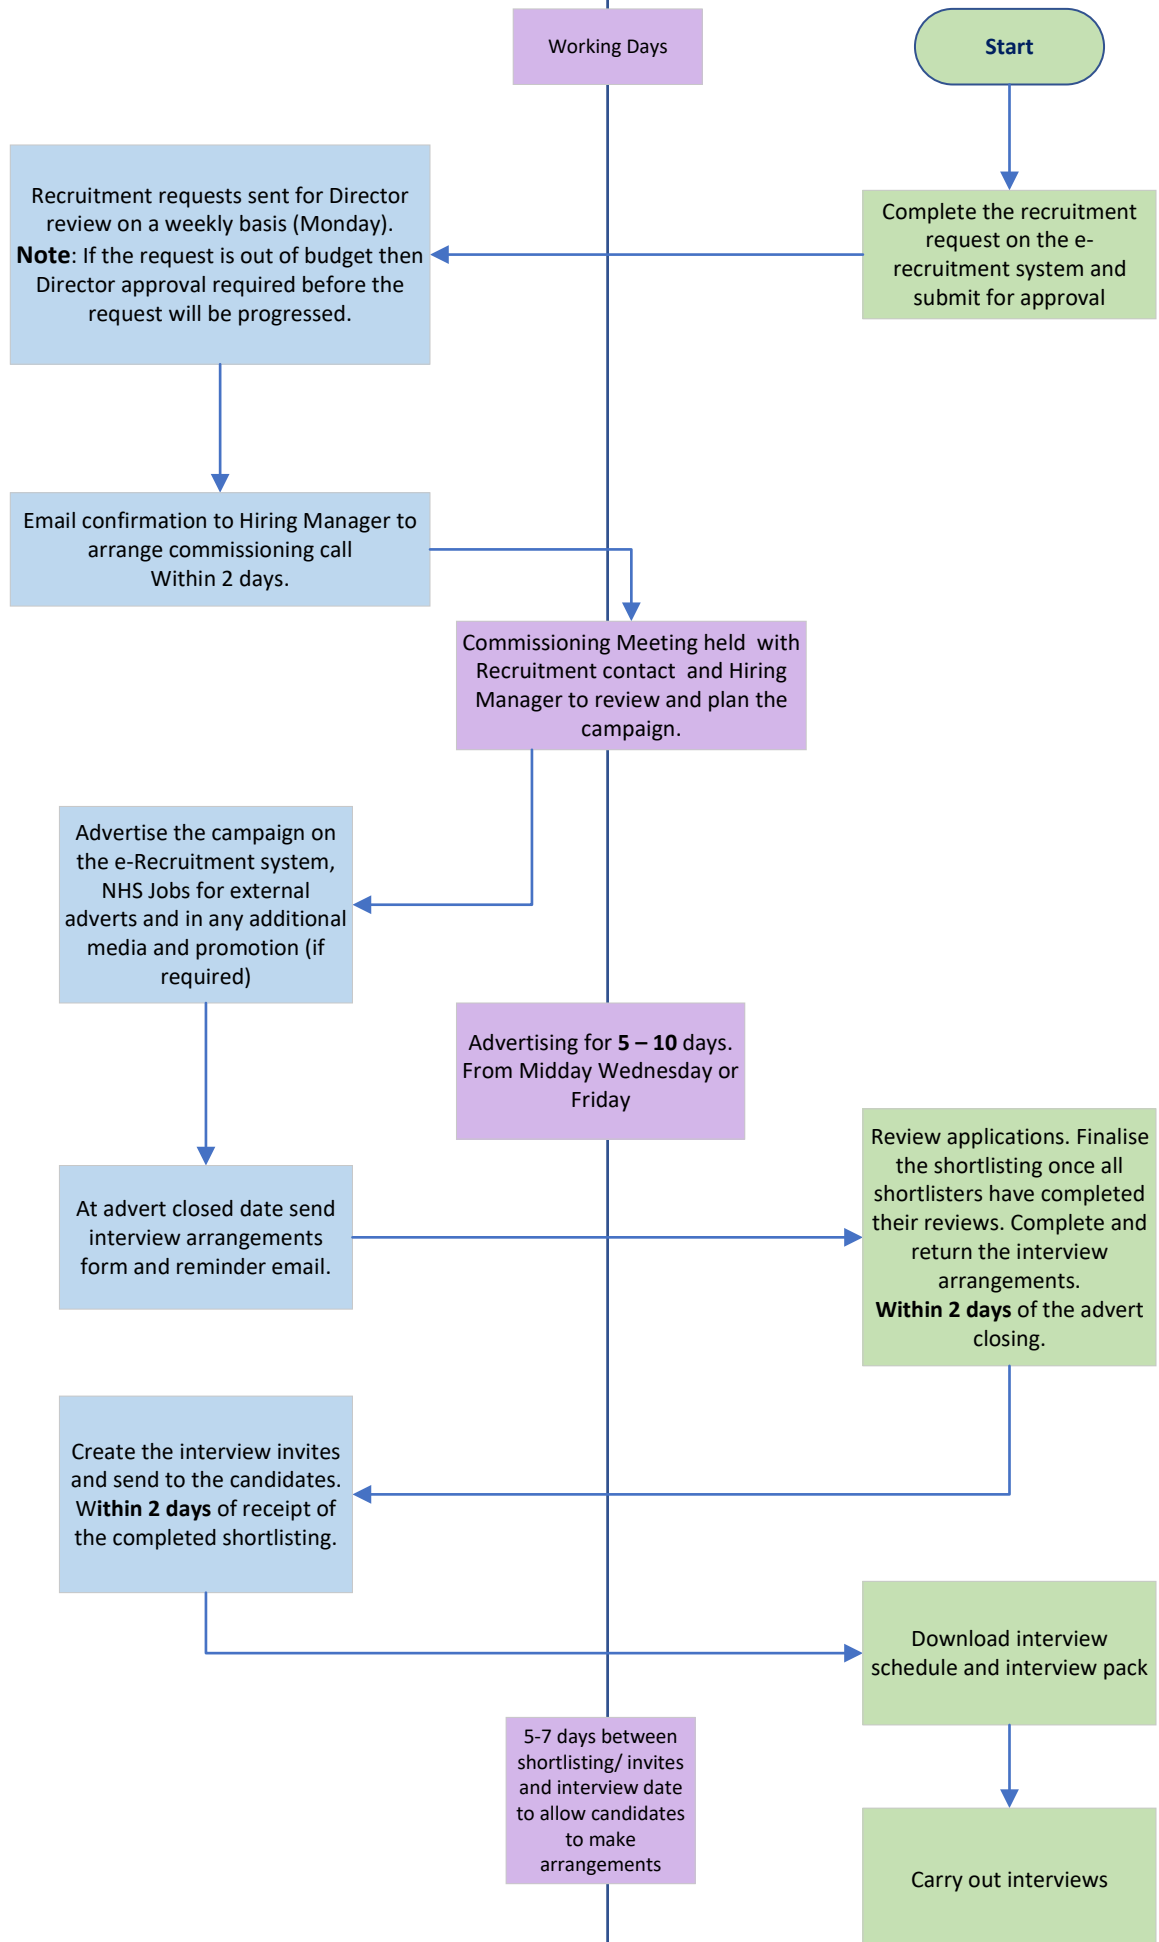 Working Days
Start
Recruitment requests sent for Director
review on a weekly basis (Monday).
Note: If the request is out of budget then
Director approval required before the
request will be progressed.
Complete the recruitment
request on the e-
recruitment system and
submit for approval
Email confirmation to Hiring Manager to
arrange commissioning call
Within 2 days.
Commissioning Meeting held with
Recruitment contact and Hiring
Manager to review and plan the
campaign.
Advertise the campaign on
the e-Recruitment system,
NHS Jobs for external
adverts and in any additional
media and promotion (if
required)
Advertising for 5 – 10 days.
From Midday Wednesday or
Friday
At advert closed date send
interview arrangements
form and reminder email.
Review applications. Finalise
the shortlisting once all
shortlisters have completed
their reviews. Complete and
return the interview
arrangements.
Within 2 days of the advert
closing.
Create the interview invites
and send to the candidates.
Within 2 days of receipt of
the completed shortlisting.
Download interview
schedule and interview pack
5-7 days between
shortlisting/ invites
and interview date
to allow candidates
to make
arrangements
Carry out interviews